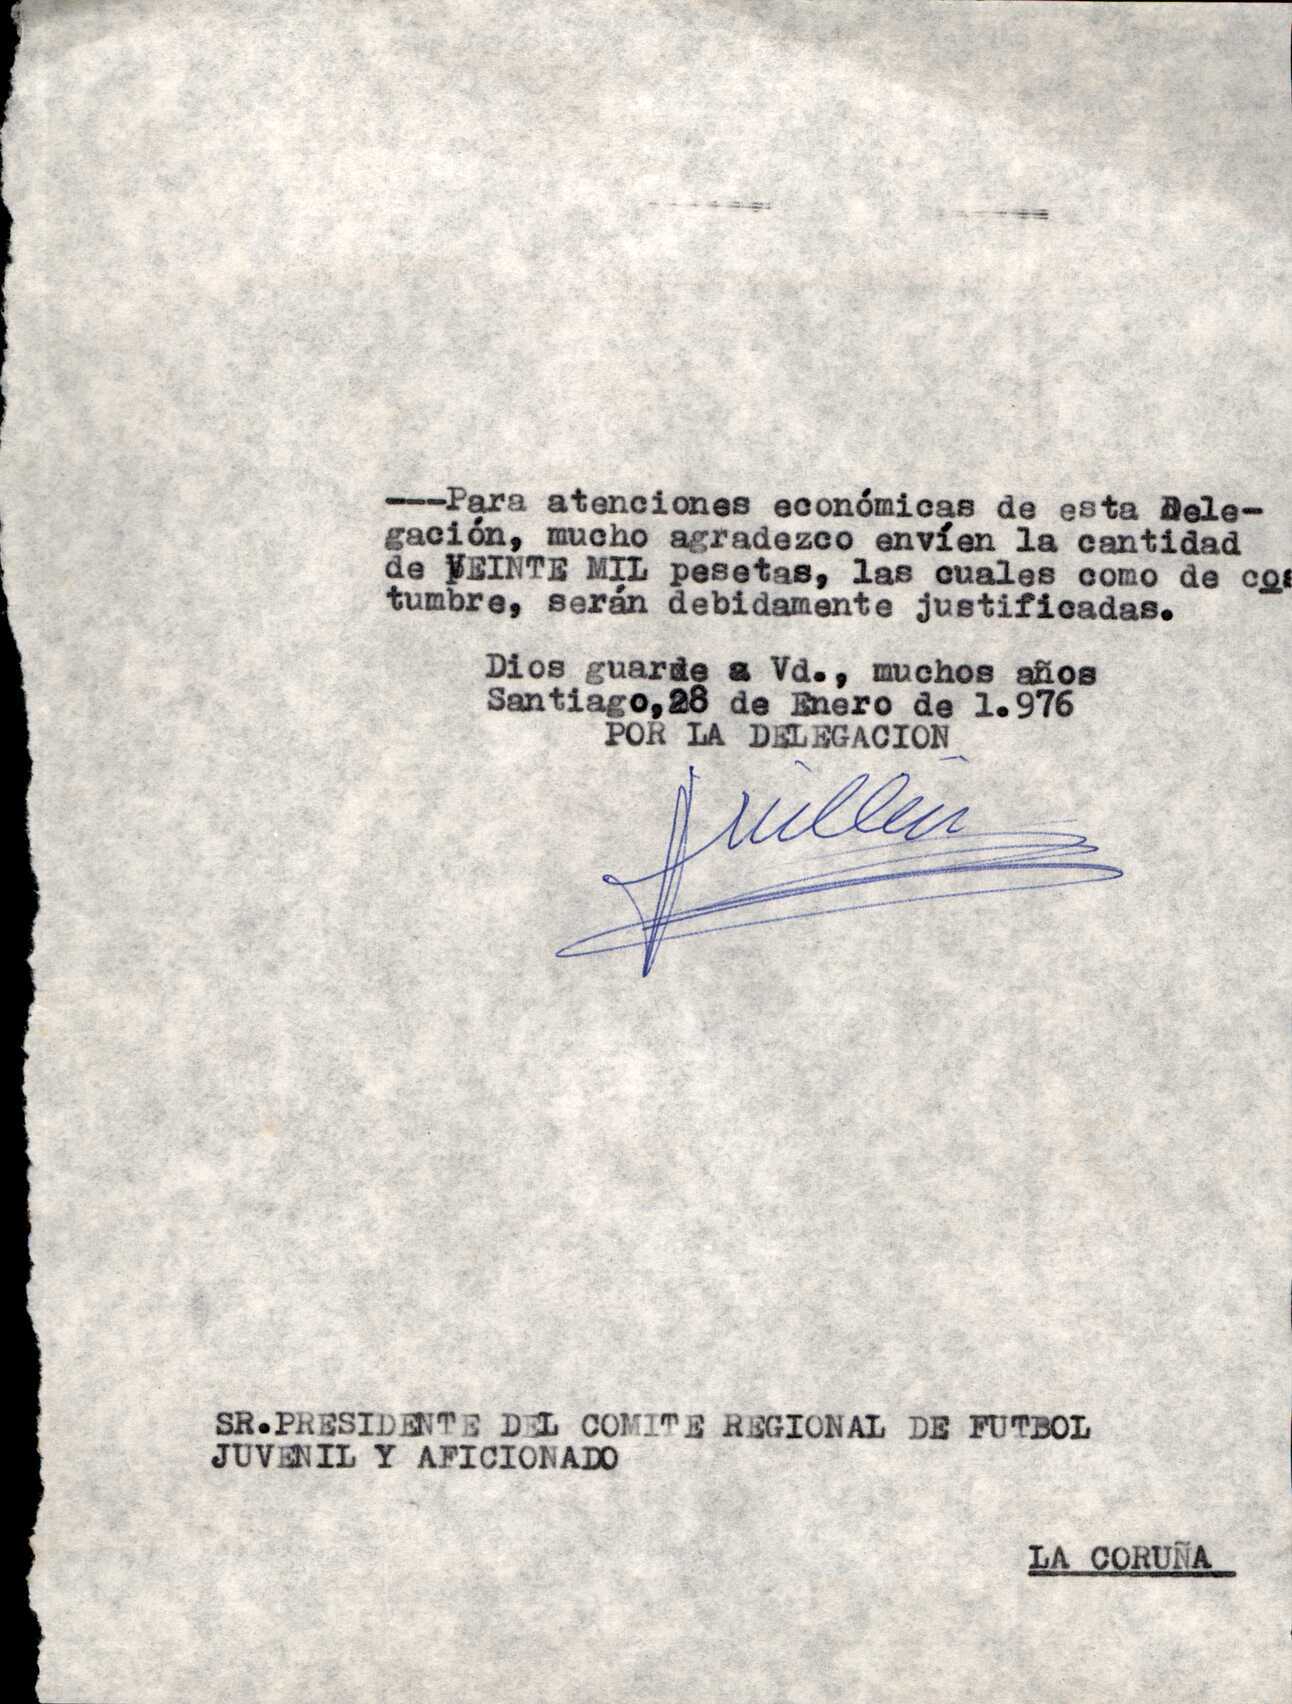 ---Para atenciones económicas de esta Dele-
gación, mucho agradezco envíen la cantidad
de VEINTE MIL pesetas, las cuales como de cos
tumbre, serán debidamente justificadas.
Dios guarde a Vd., muchos años
Santiago,28 de Enero de 1.976
POR LA DELEGACION
Guillén
SR.PRESIDENTE DEL COMITE REGIONAL DE FUTBOL
JUVENIL Y AFICIONADO
LA CORUÑA